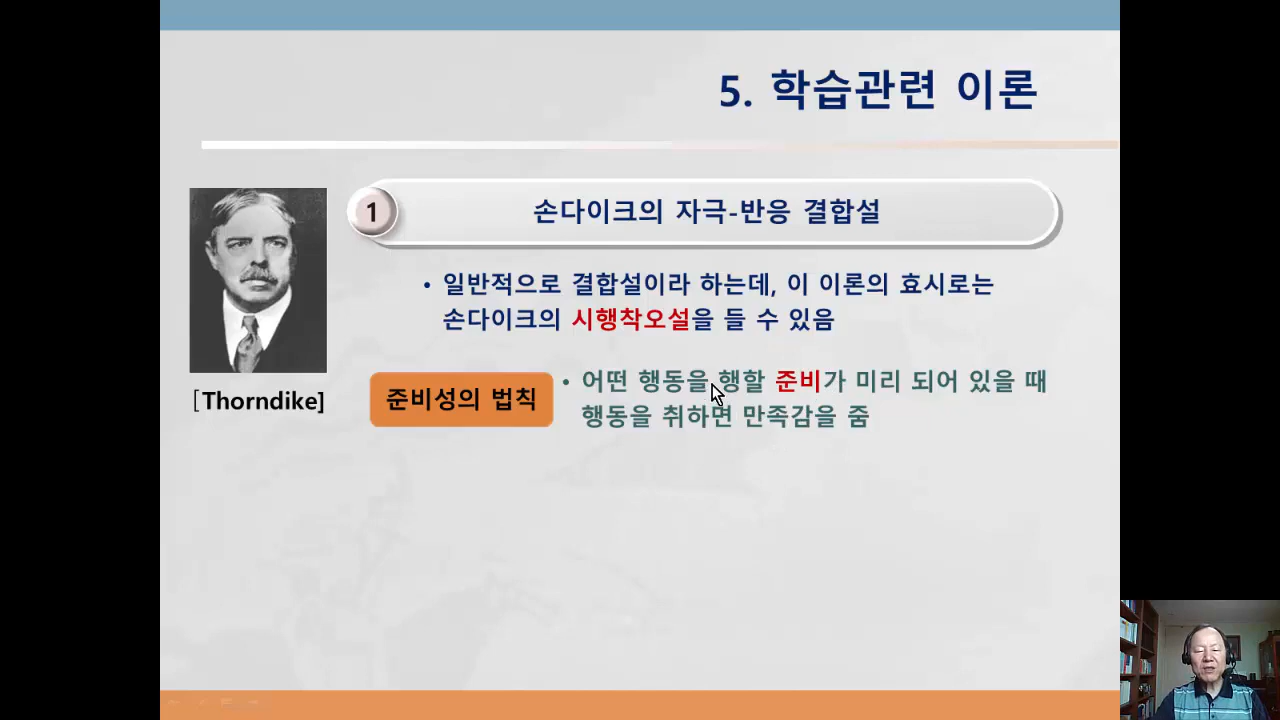 5. 학습관련 이론
1
손다이크의 자극-반응 결합설
• 일반적으로 결합설이라 하는데, 이 이론의 효시로는
손다이크의 시행착오설을 들 수 있음
[Thorndike]
준비성의 법칙
• 어떤 행동을 행할 준비가 미리 되어 있을 때
행동을 취하면 만족감을 줌